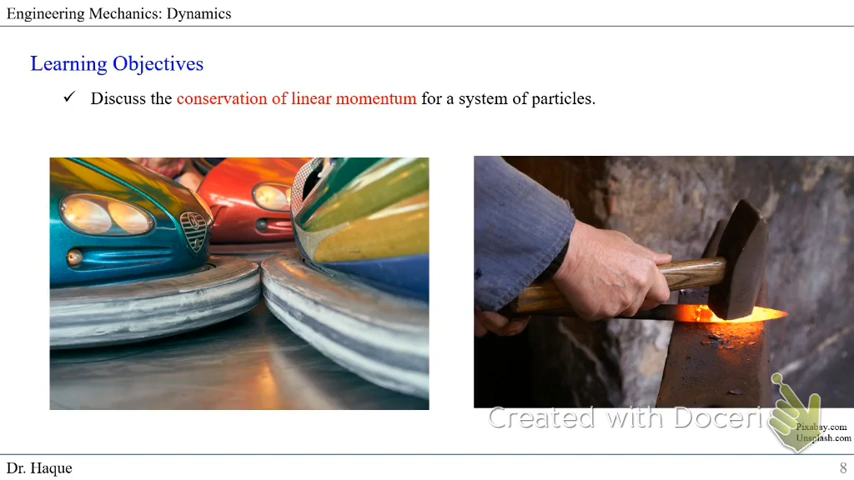 Engineering Mechanics: Dynamics
Learning Objectives
✓ Discuss the conservation of linear momentum for a system of particles.
Created with Doceri
Pixabay.com
Unsplash.com
Dr. Haque
8